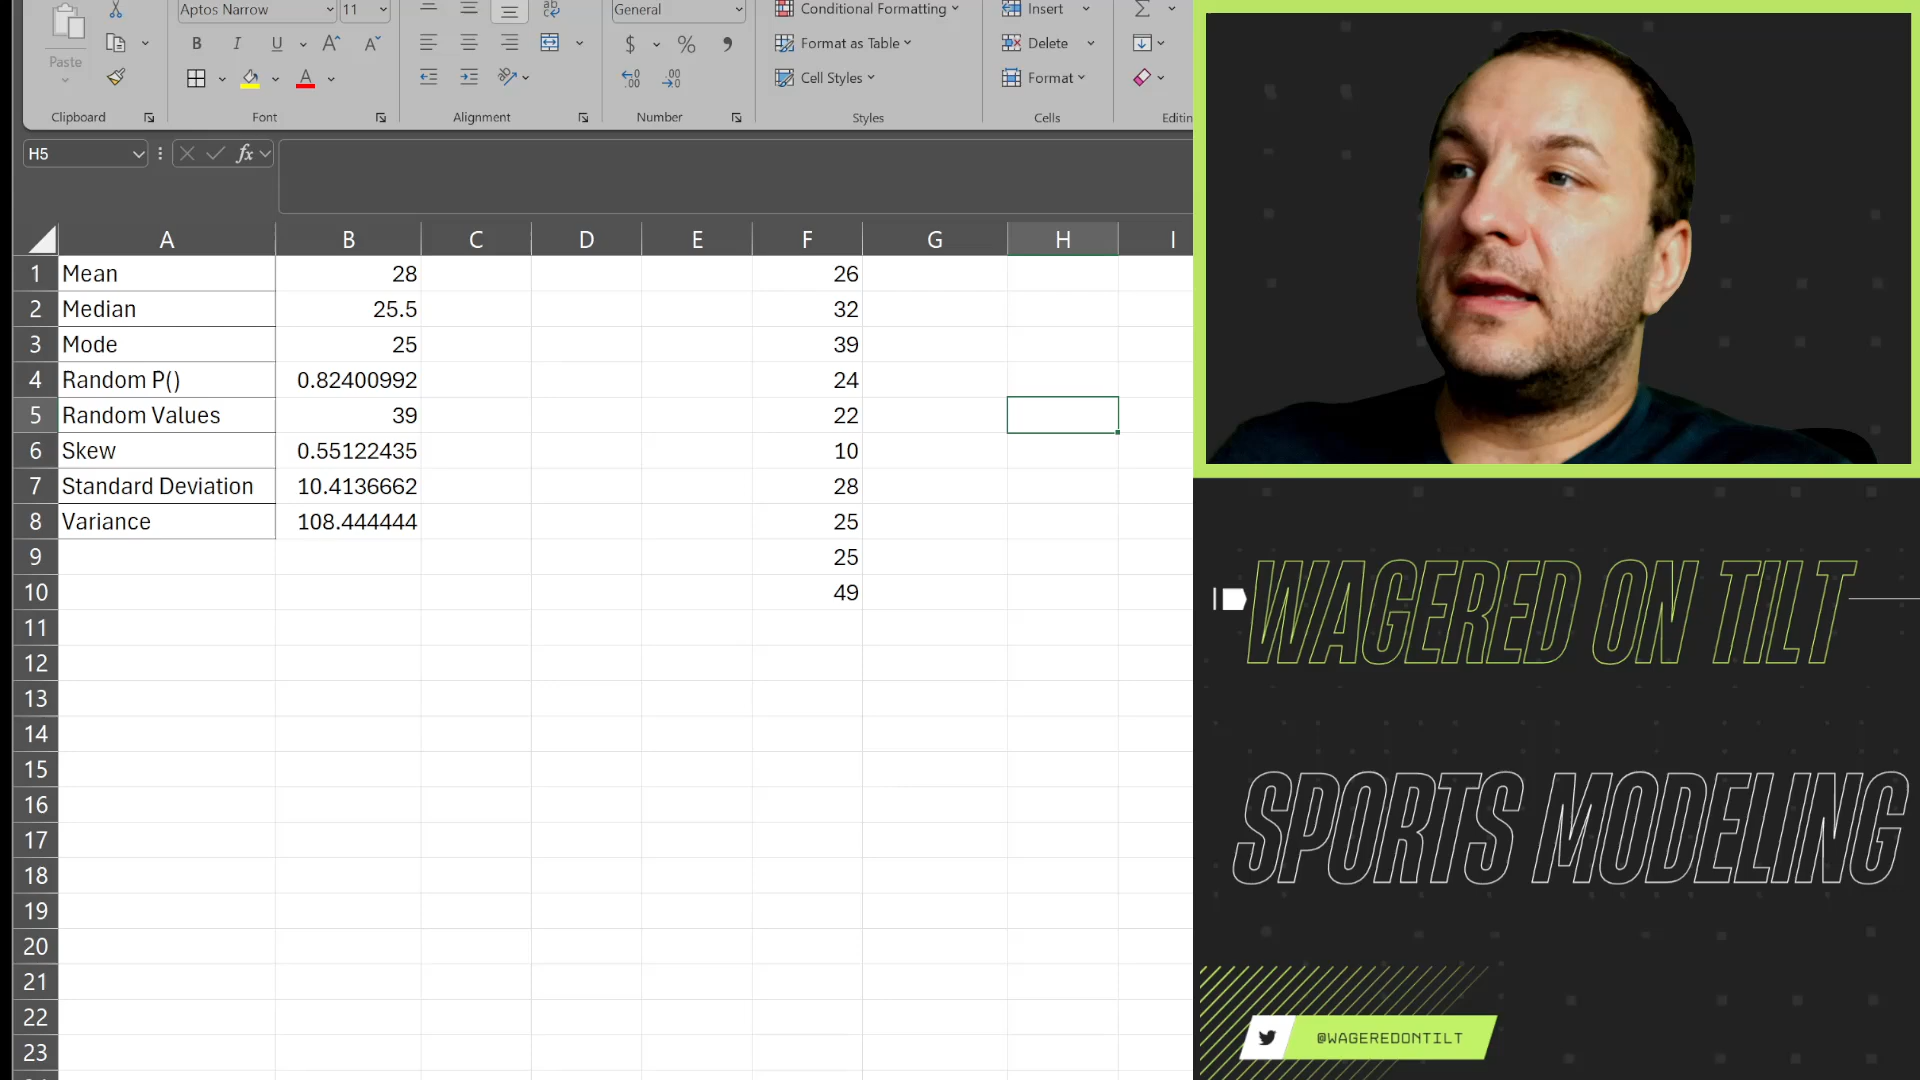 Aptos Narrow 11 General Conditional Formatting Insert
Paste B I U A A $ % Format as Table Delete
A Cell Styles Format
Clipboard Font Alignment Number Styles Cells Editin
H5 fx
A B C D E F G H I
1 Mean 28 26
2 Median 25.5 32
3 Mode 25 39
4 Random P() 0.82400992 24
5 Random Values 39 22
6 Skew 0.55122435 10
7 Standard Deviation 10.4136662 28
8 Variance 108.444444 25
9 25
10 49
11
12
13
14
15
16
17
18
19
20
21
22
23
WAGERED ON TILT
SPORTS MODELING
@WAGEREDONTILT